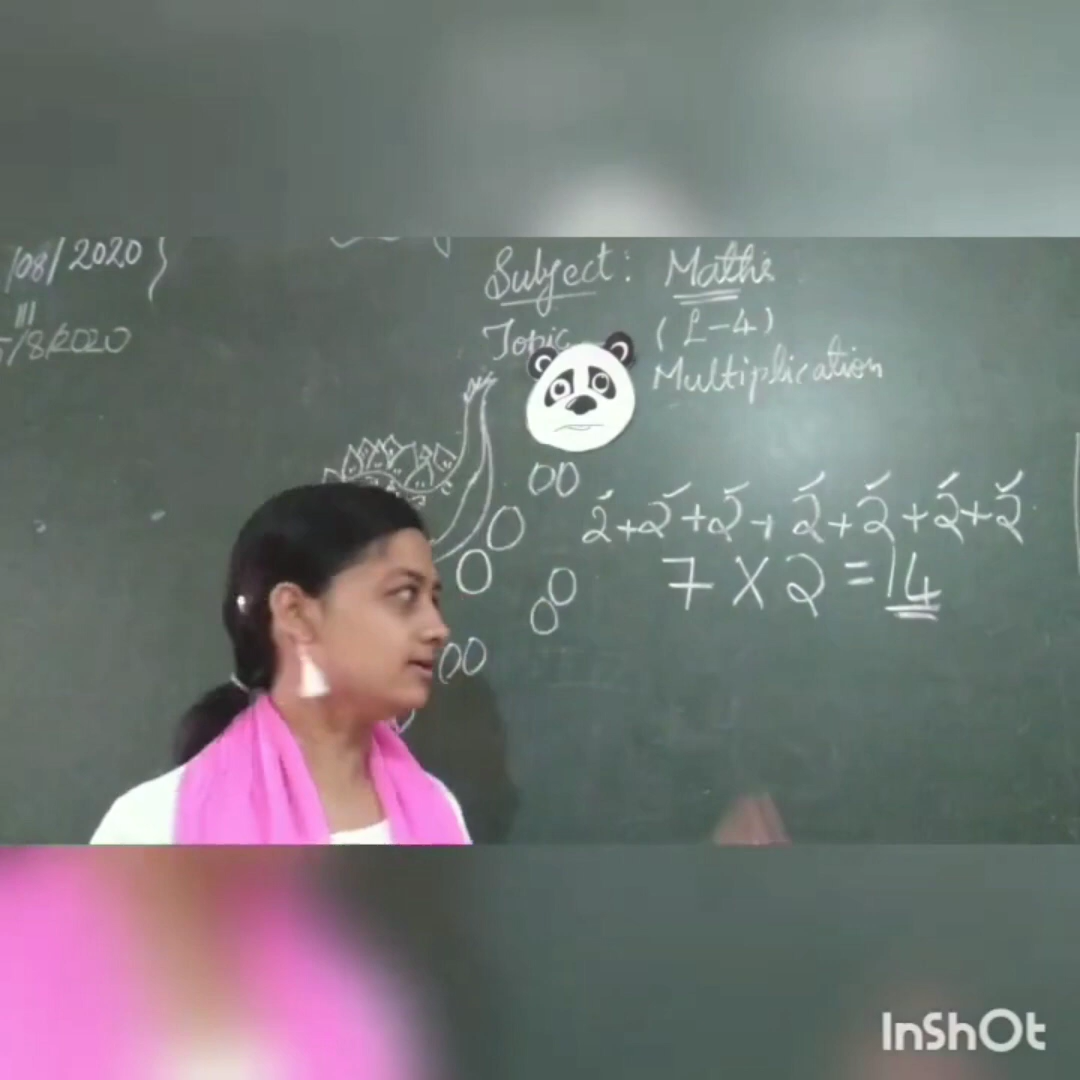 /08/2020
III
/8/2020
Subject: Maths
Topic (L-4)
Multiplication
2+2+2+2+2+2+2
7 X 2 = 14
InShOt